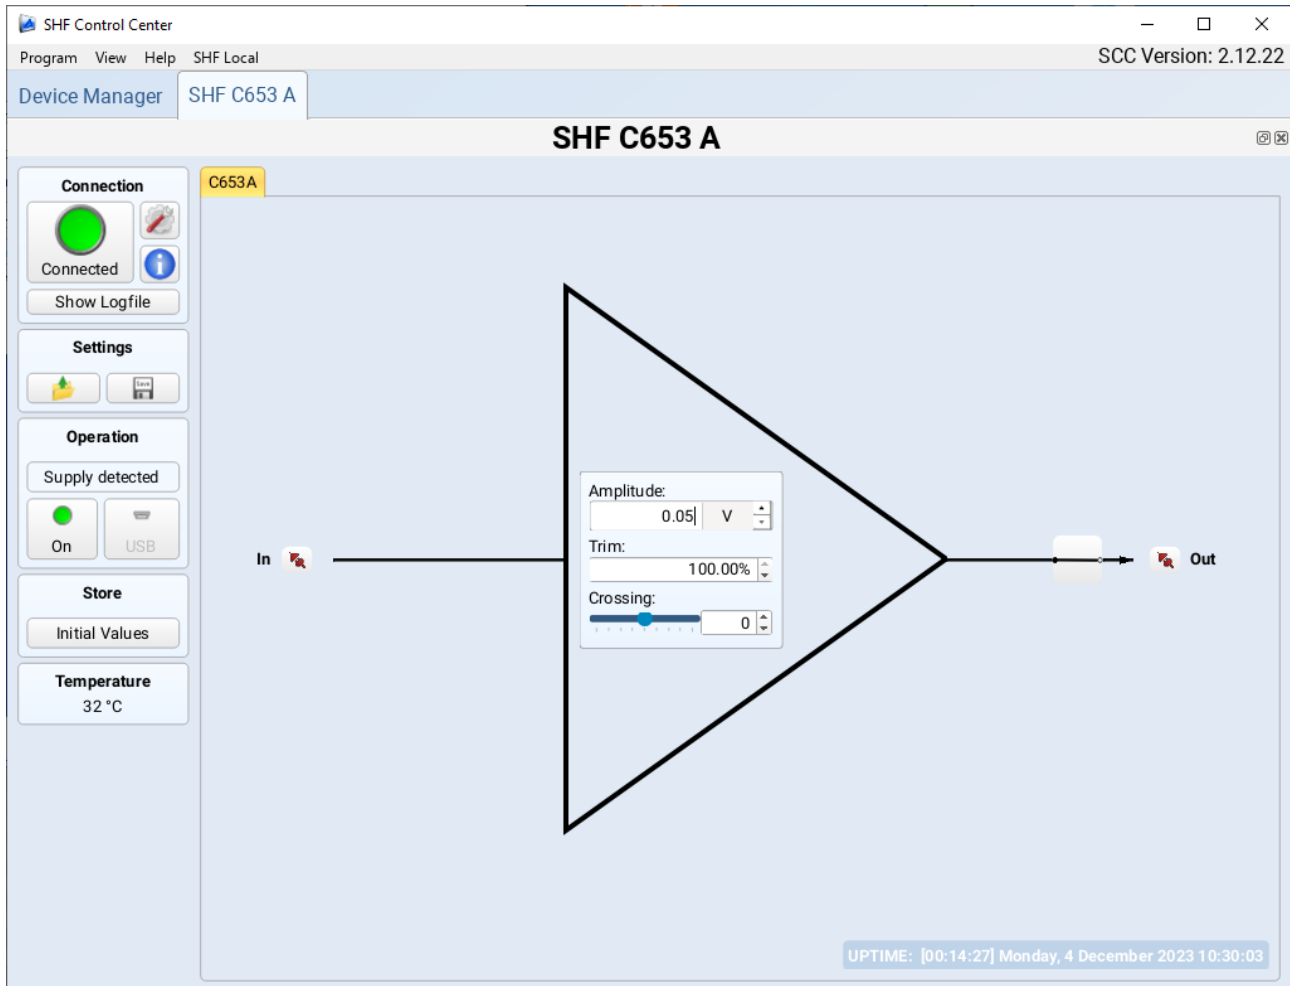 SHF Control Center
Program View Help SHF Local
SCC Version: 2.12.22
Device Manager
SHF C653 A
SHF C653 A
Connection
Connected
Show Logfile
Settings
Save
Operation
Supply detected
On
USB
Store
Initial Values
Temperature
32 °C
C653A
In
Amplitude:
0.05 V
Trim:
100.00%
Crossing:
0
Out
UPTIME: [00:14:27] Monday, 4 December 2023 10:30:03